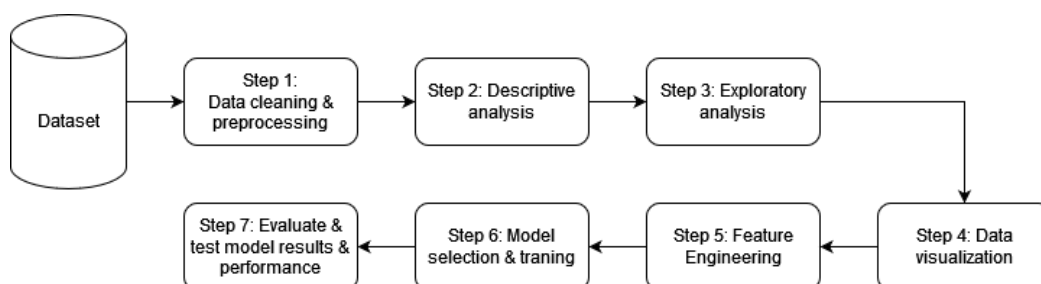 Dataset
Step 1:
Data cleaning &
preprocessing
Step 2: Descriptive
analysis
Step 3: Exploratory
analysis
Step 4: Data
visualization
Step 5: Feature
Engineering
Step 6: Model
selection & traning
Step 7: Evaluate &
test model results &
performance